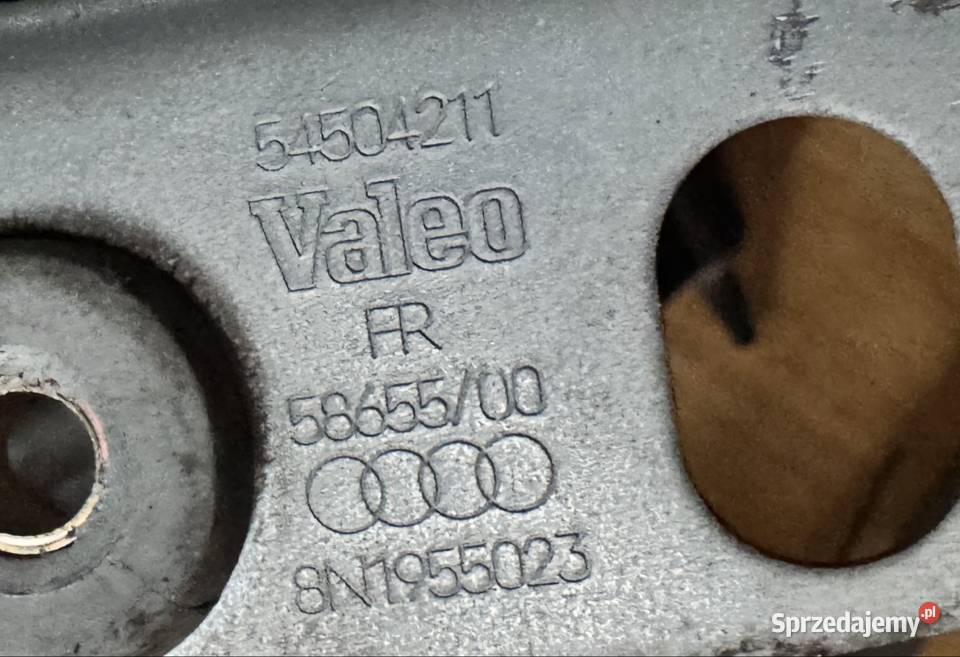 54504211
Valeo
FR
58655/00
8N1955023
Sprzedajemy.pl